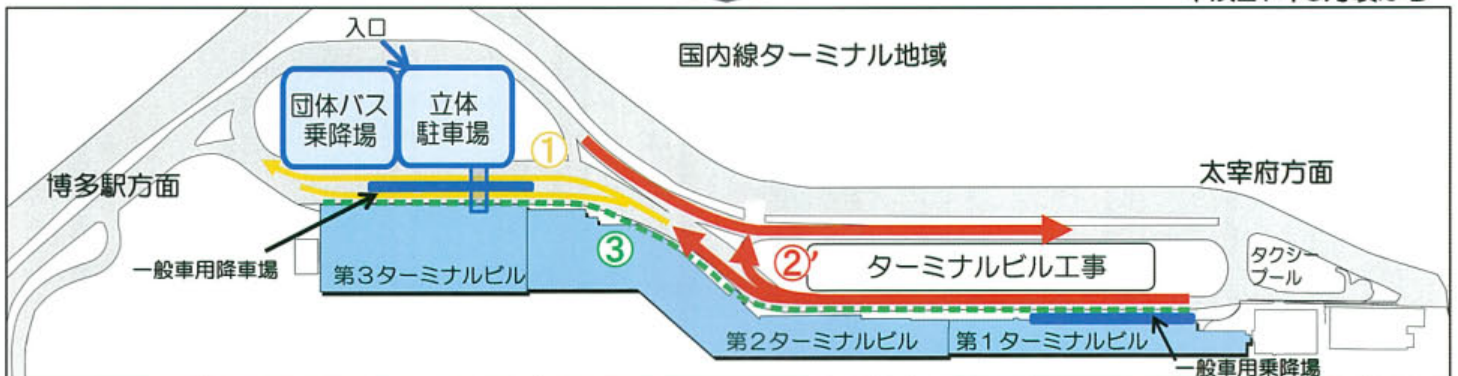 入口
国内線ターミナル地域
団体バス
乗降場
立体
駐車場
①
博多駅方面
太宰府方面
②’
ターミナルビル工事
タクシー
プール
③
一般車用降車場
第3ターミナルビル
第2ターミナルビル
第1ターミナルビル
一般車用乗降場